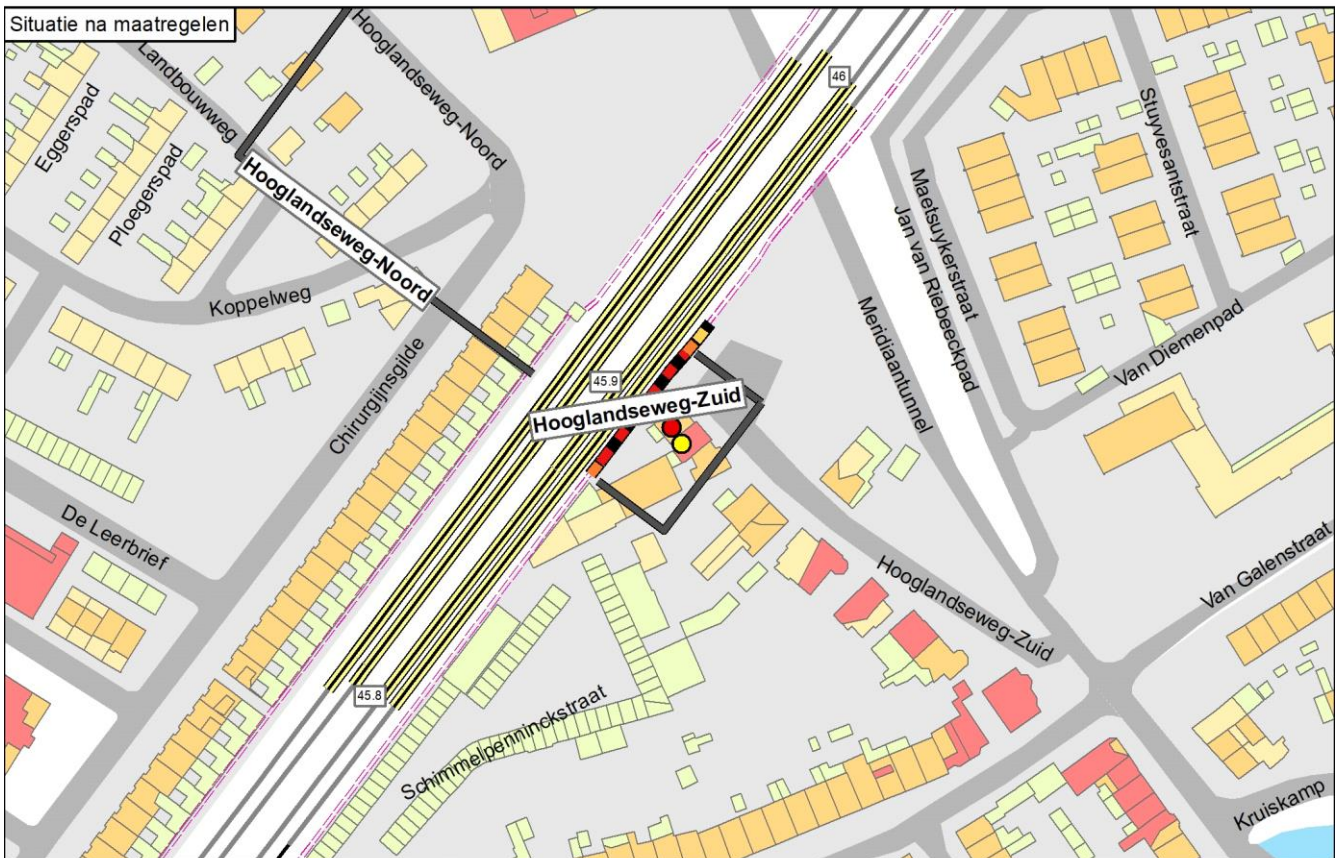 Situatie na maatregelen
Hooglandseweg-Noord
Landbouwweg
Eggerspad
Ploegerspad
46
Stuyvesantstraat
Maetsuykerstraat
Jan van Riebeeckpad
Hooglandseweg-Noord
Koppelweg
Meridiaantunnel
Van Diemenpad
Chirurgijnsgilde
45.9
Hooglandseweg-Zuid
De Leerbrief
Van Galenstraat
Hooglandseweg-Zuid
45.8
Schimmelpenninckstraat
Kruiskamp